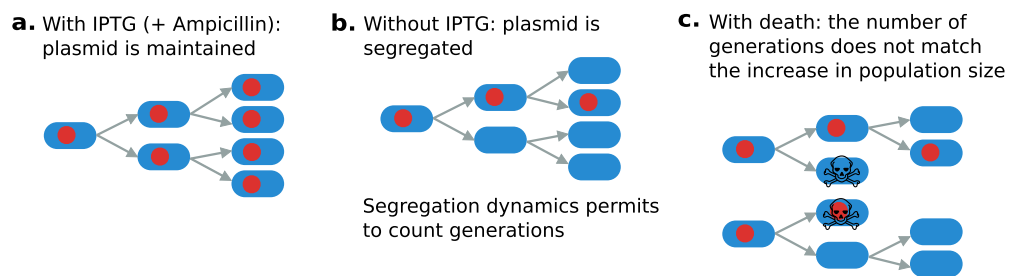 a. With IPTG (+ Ampicillin):
plasmid is maintained
b. Without IPTG: plasmid is
segregated
Segregation dynamics permits
to count generations
c. With death: the number of
generations does not match
the increase in population size